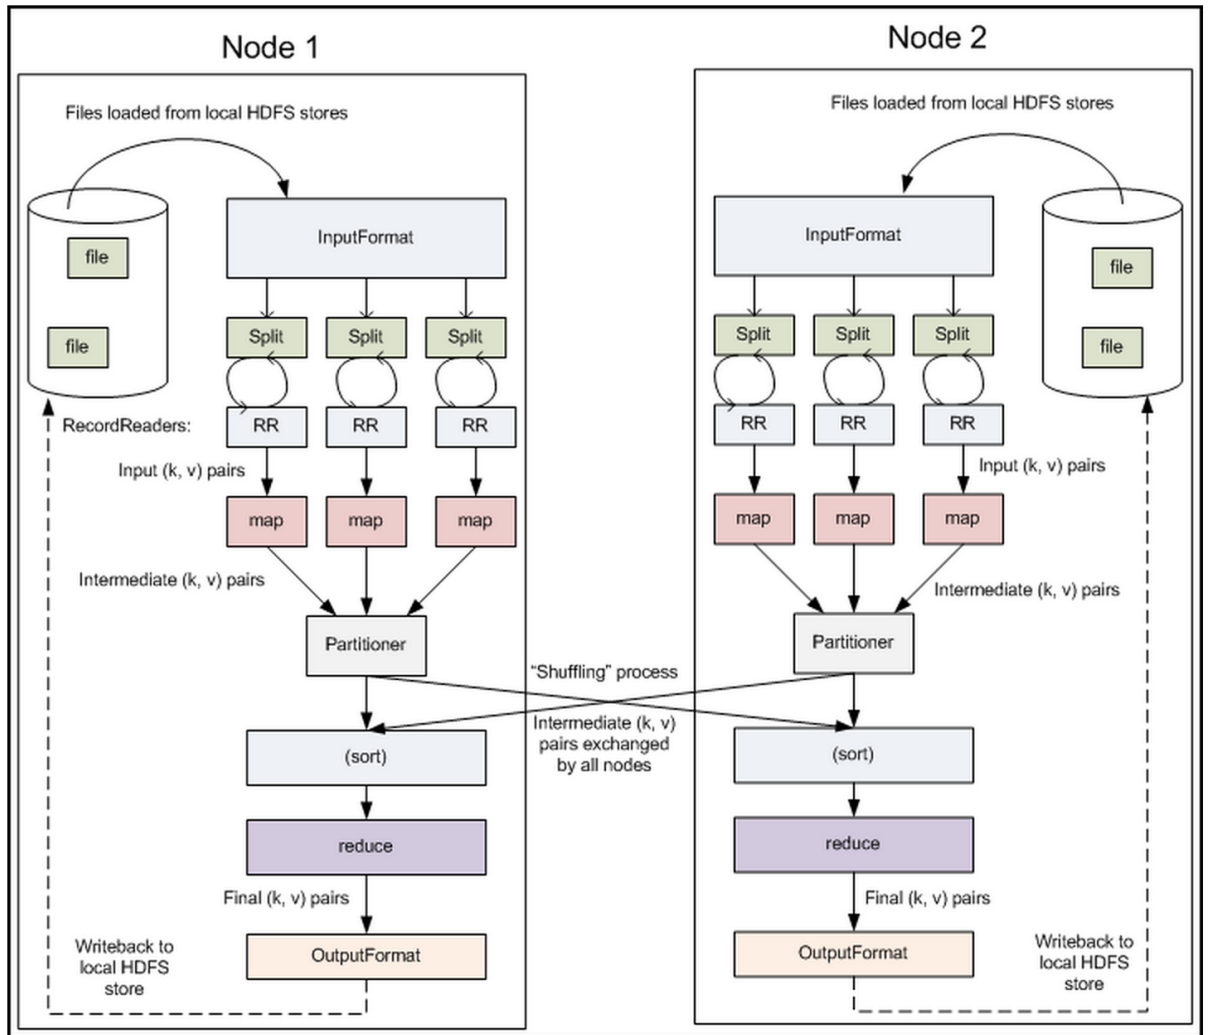 Node 1
Files loaded from local HDFS stores
InputFormat
file
file
Split
Split
Split
RecordReaders:
RR
RR
RR
Input (k, v) pairs
map
map
map
Intermediate (k, v) pairs
Partitioner
(sort)
reduce
Final (k, v) pairs
OutputFormat
Writeback to
local HDFS
store
"Shuffling" process
Intermediate (k, v)
pairs exchanged
by all nodes
Node 2
Files loaded from local HDFS stores
InputFormat
file
file
Split
Split
Split
RR
RR
RR
Input (k, v) pairs
map
map
map
Intermediate (k, v) pairs
Partitioner
(sort)
reduce
Final (k, v) pairs
OutputFormat
Writeback to
local HDFS
store